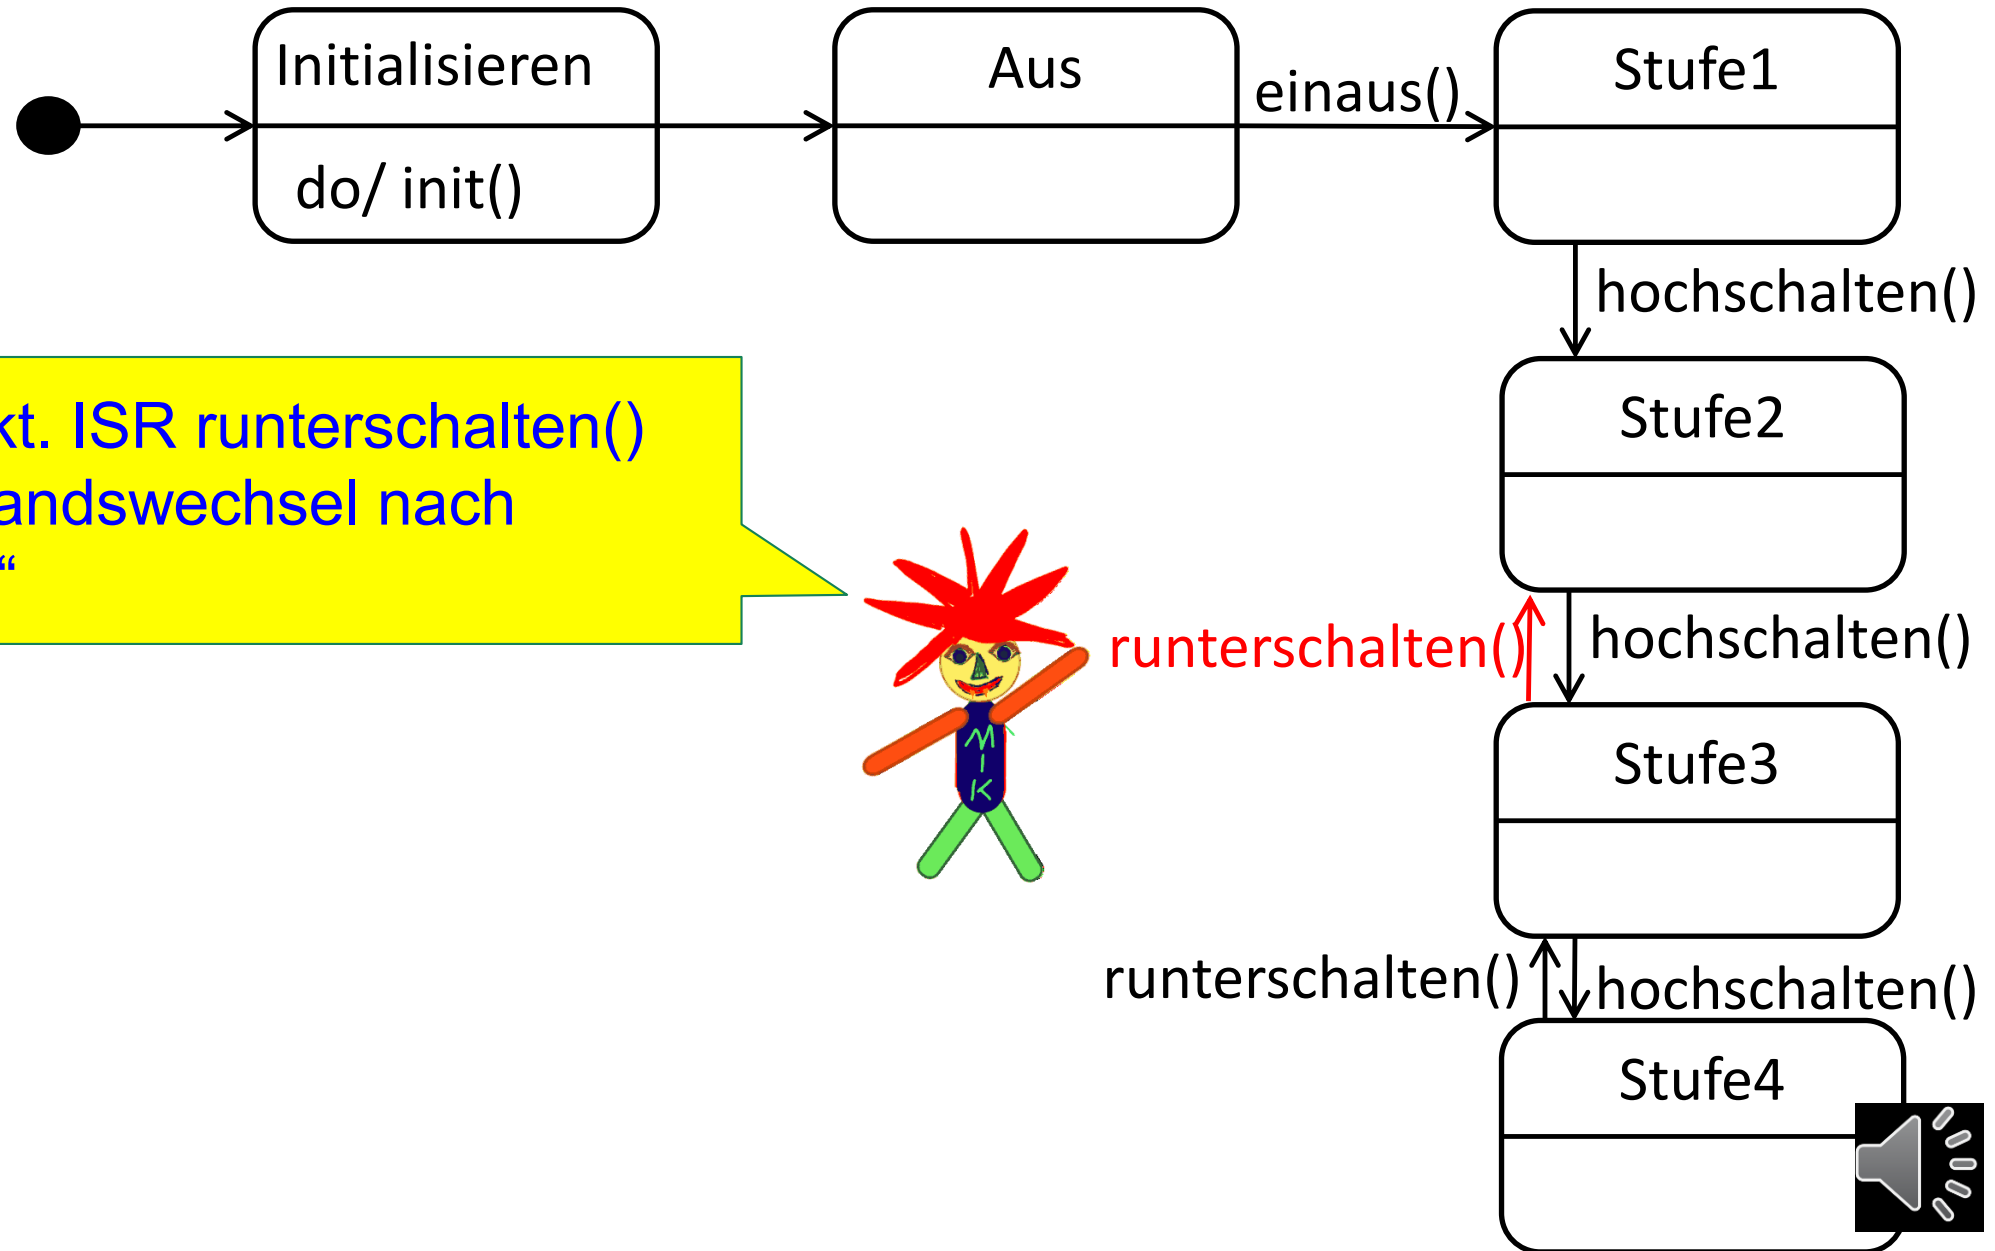 Initialisieren
do/ init()
Aus
einaus()
Stufe1
hochschalten()
Stufe2
kt. ISR runterschalten()
andswechsel nach
“
runterschalten()
hochschalten()
MIK
Stufe3
runterschalten()
hochschalten()
Stufe4